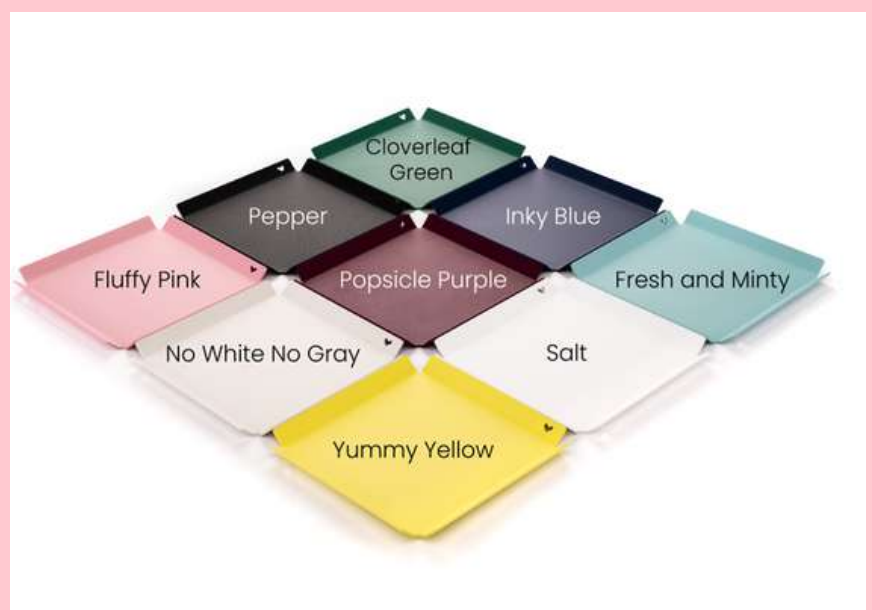 Cloverleaf
Green
Pepper
Inky Blue
Fluffy Pink
Popsicle Purple
Fresh and Minty
No White No Gray
Salt
Yummy Yellow